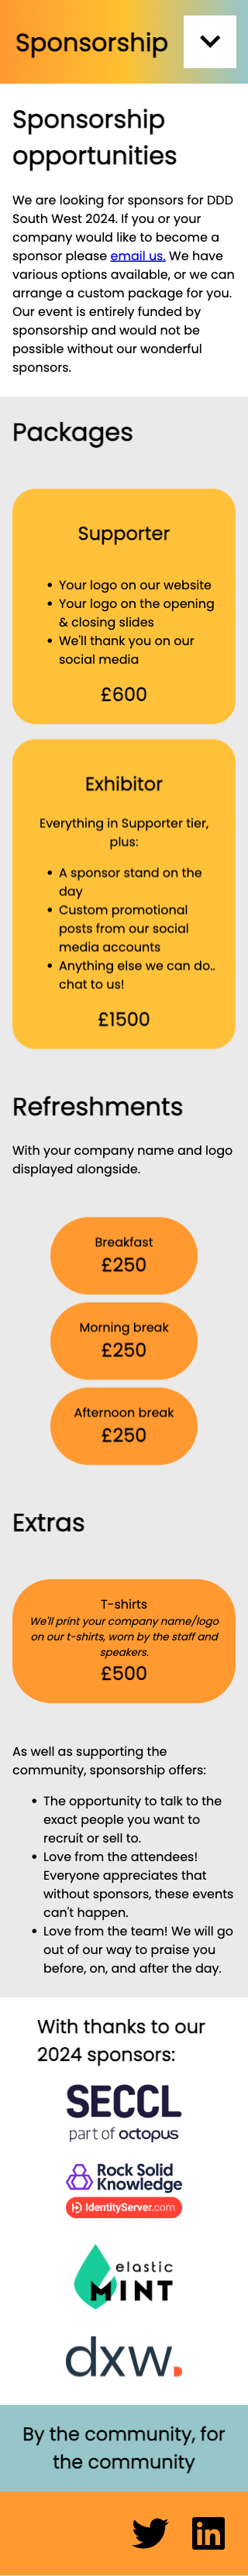 Sponsorship
Sponsorship
opportunities
We are looking for sponsors for DDD
South West 2024. If you or your
company would like to become a
sponsor please email us. We have
various options available, or we can
arrange a custom package for you.
Our event is entirely funded by
sponsorship and would not be
possible without our wonderful
sponsors.
Packages
Supporter
• Your logo on our website
• Your logo on the opening
& closing slides
• We'll thank you on our
social media
£600
Exhibitor
Everything in Supporter tier,
plus:
• A sponsor stand on the
day
• Custom promotional
posts from our social
media accounts
• Anything else we can do..
chat to us!
£1500
Refreshments
With your company name and logo
displayed alongside.
Breakfast
£250
Morning break
£250
Afternoon break
£250
Extras
T-shirts
We'll print your company name/logo
on our t-shirts, worn by the staff and
speakers.
£500
As well as supporting the
community, sponsorship offers:
• The opportunity to talk to the
exact people you want to
recruit or sell to.
• Love from the attendees!
Everyone appreciates that
without sponsors, these events
can't happen.
• Love from the team! We will go
out of our way to praise you
before, on, and after the day.
With thanks to our
2024 sponsors:
SECCL
part of octopus
Rock Solid
Knowledge
IdentityServer.com
elastic
MINT
dxw.
By the community, for
the community
in